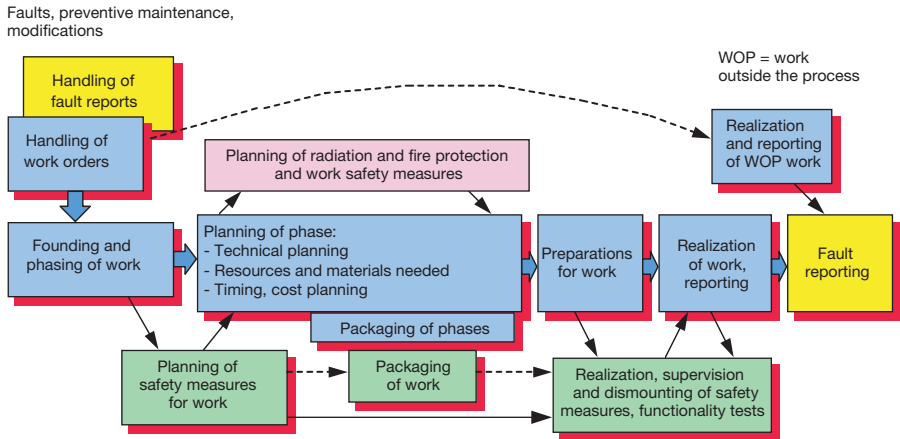 Faults, preventive maintenance,
modifications
Handling of
fault reports
Handling of
work orders
WOP = work
outside the process
Realization
and reporting
of WOP work
Planning of radiation and fire protection
and work safety measures
Founding and
phasing of work
Planning of phase:
- Technical planning
- Resources and materials needed
- Timing, cost planning
Packaging of phases
Preparations
for work
Realization
of work,
reporting
Fault
reporting
Planning of
safety measures
for work
Packaging
of work
Realization, supervision
and dismounting of safety
measures, functionality tests